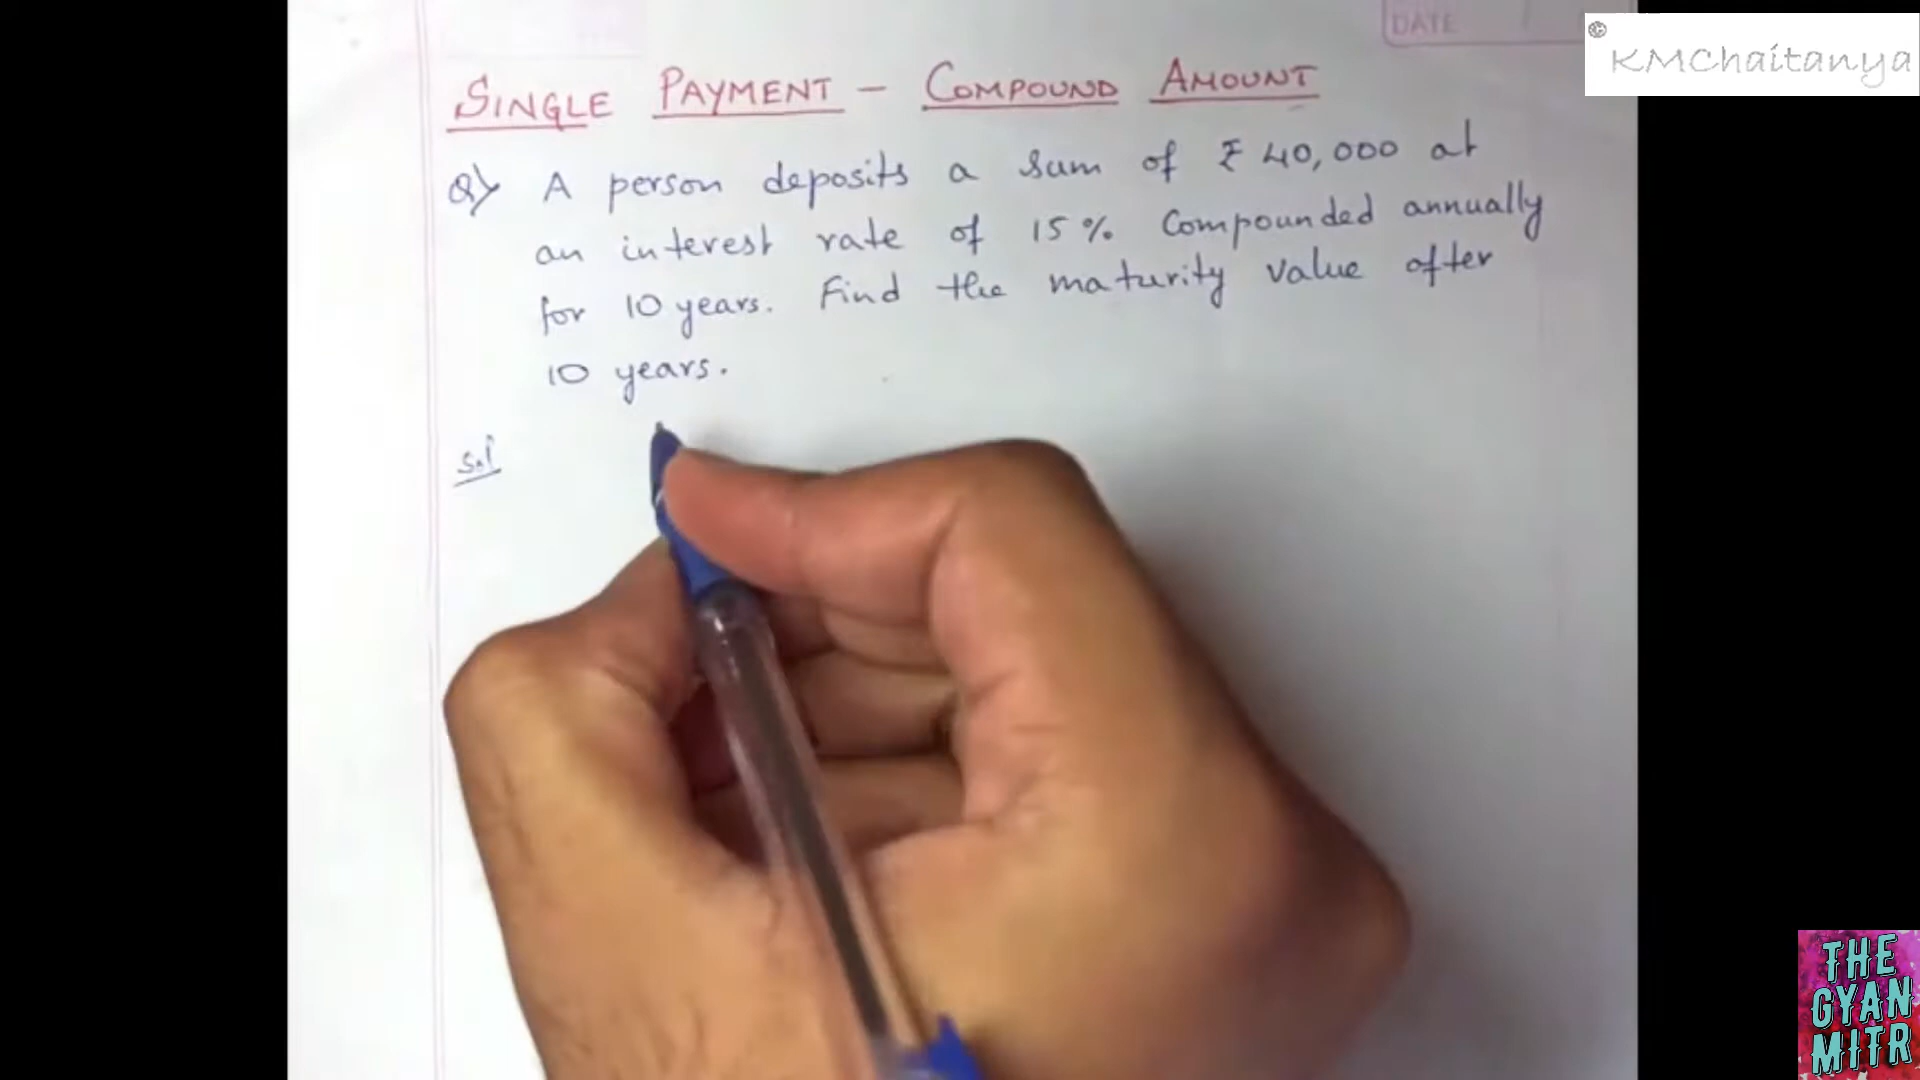 DATE
© KMChaitanya
SINGLE PAYMENT - COMPOUND AMOUNT
Q) A person deposits a sum of ₹ 40,000 at
an interest rate of 15% Compounded annually
for 10 years. Find the maturity value after
10 years.
Sol
THE
GYAN
MITR